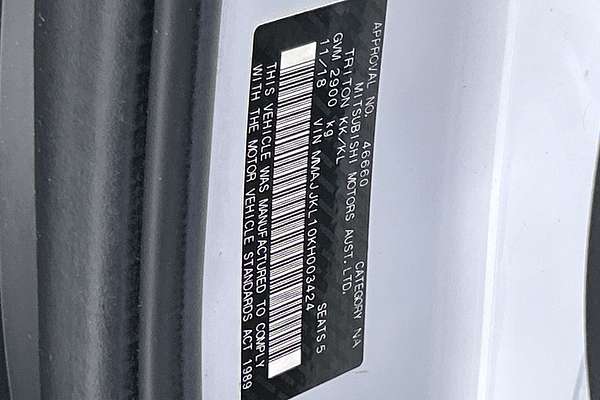 APPROVAL NO. 46660 CATEGORY NA
MITSUBISHI MOTORS AUST. LTD.
TRITON KK/KL
GVM 2900 kg SEATS 5
11/18 VIN MMAJJKL10KH003424
THIS VEHICLE WAS MANUFACTURED TO COMPLY
WITH THE MOTOR VEHICLE STANDARDS ACT 1989